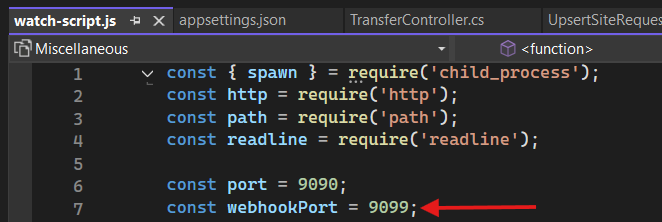 watch-script.js appsettings.json TransferController.cs UpsertSiteReques
Miscellaneous <function>
1 const { spawn } = require('child_process');
2 const http = require('http');
3 const path = require('path');
4 const readline = require('readline');
5
6 const port = 9090;
7 const webhookPort = 9099;